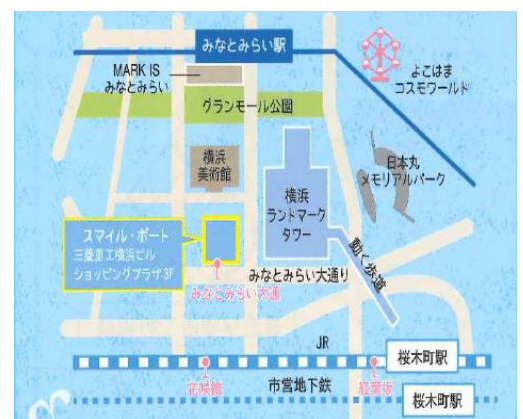 みなとみらい駅
MARK IS
みなとみらい
よこはま
コスモワールド
グランモール公園
横浜
美術館
横浜
ランドマーク
タワー
日本丸
メモリアルパーク
スマイル・ポート
三菱重工横浜ビル
ショッピングプラザ3F
動く歩道
みなとみらい大通り
みなとみらい大通
JR
桜木町駅
花咲橋
紅葉坂
市営地下鉄
桜木町駅